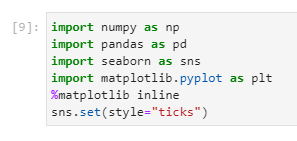 [9]: import numpy as np
import pandas as pd
import seaborn as sns
import matplotlib.pyplot as plt
%matplotlib inline
sns.set(style="ticks")